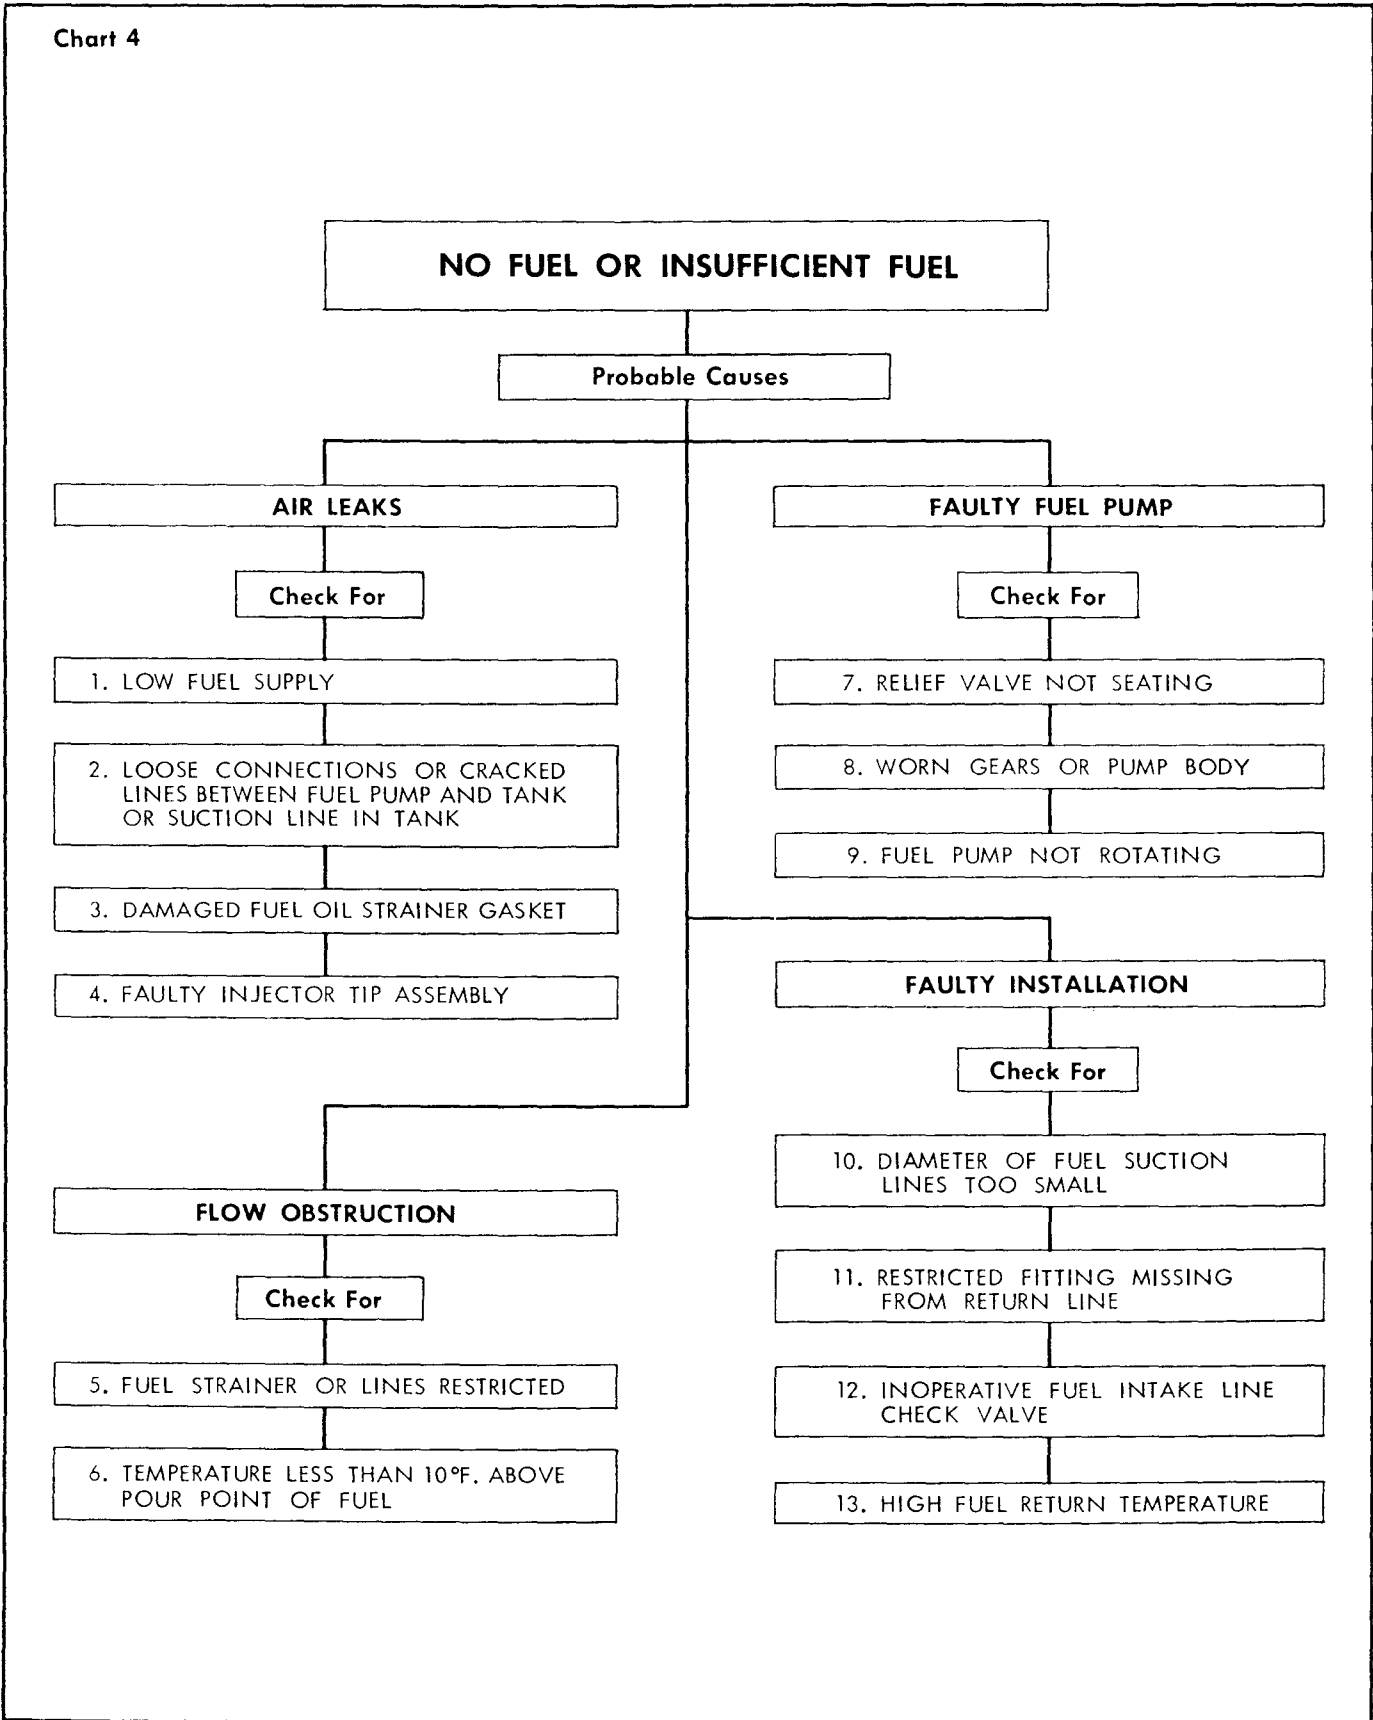 Chart 4
NO FUEL OR INSUFFICIENT FUEL
Probable Causes
AIR LEAKS
Check For
1. LOW FUEL SUPPLY
2. LOOSE CONNECTIONS OR CRACKED
LINES BETWEEN FUEL PUMP AND TANK
OR SUCTION LINE IN TANK
3. DAMAGED FUEL OIL STRAINER GASKET
4. FAULTY INJECTOR TIP ASSEMBLY
FLOW OBSTRUCTION
Check For
5. FUEL STRAINER OR LINES RESTRICTED
6. TEMPERATURE LESS THAN 10°F. ABOVE
POUR POINT OF FUEL
FAULTY FUEL PUMP
Check For
7. RELIEF VALVE NOT SEATING
8. WORN GEARS OR PUMP BODY
9. FUEL PUMP NOT ROTATING
FAULTY INSTALLATION
Check For
10. DIAMETER OF FUEL SUCTION
LINES TOO SMALL
11. RESTRICTED FITTING MISSING
FROM RETURN LINE
12. INOPERATIVE FUEL INTAKE LINE
CHECK VALVE
13. HIGH FUEL RETURN TEMPERATURE